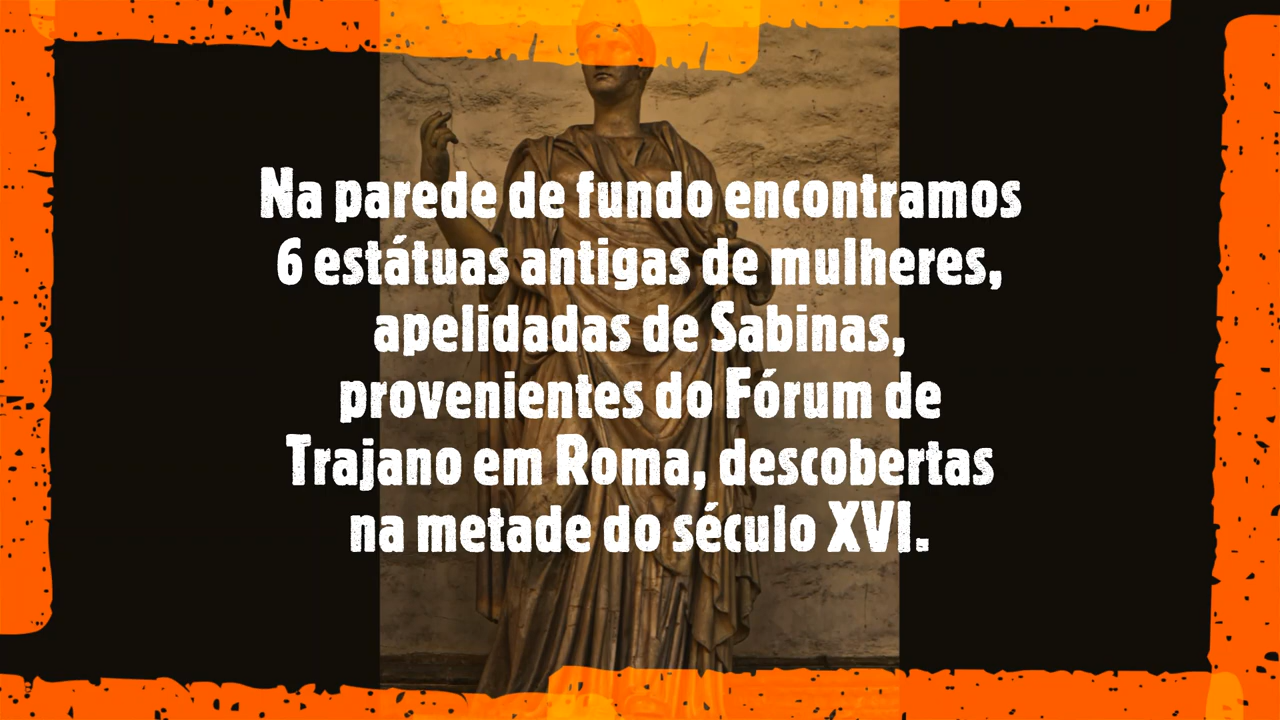 Na parede de fundo encontramos
6 estátuas antigas de mulheres,
apelidadas de Sabinas,
provenientes do Fórum de
Trajano em Roma, descobertas
na metade do século XVI.